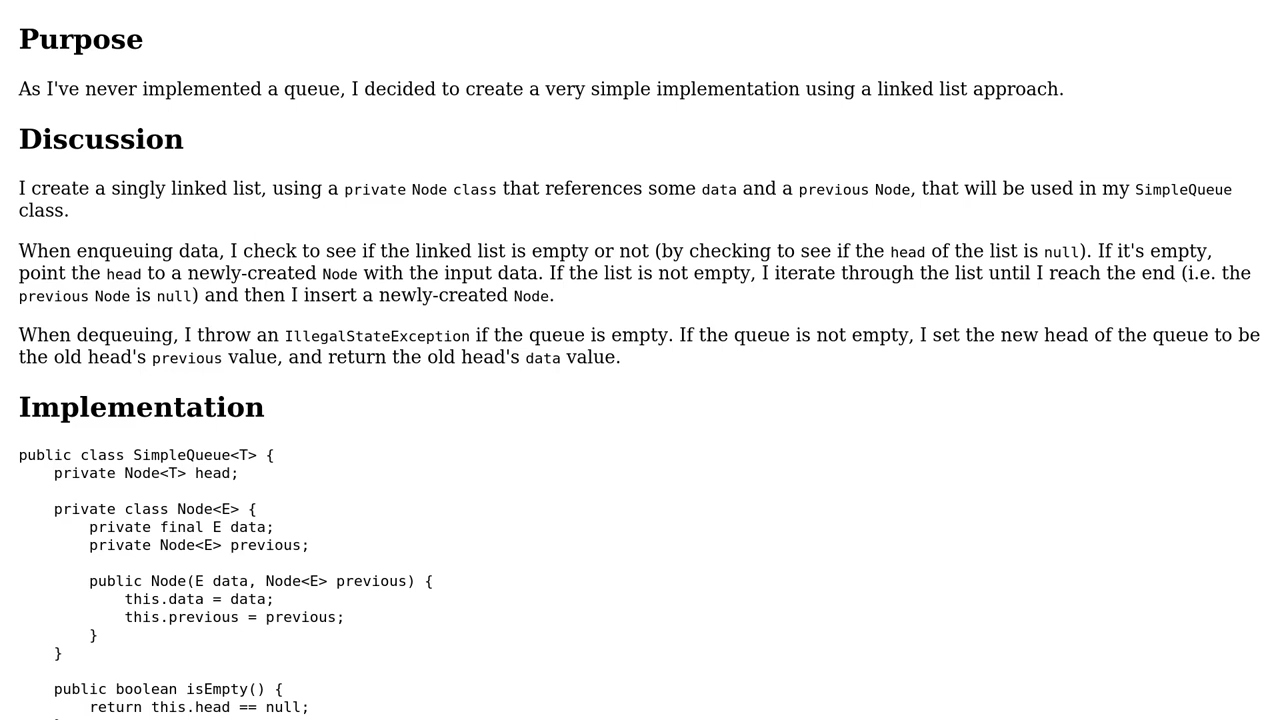 Purpose
As I've never implemented a queue, I decided to create a very simple implementation using a linked list approach.
Discussion
I create a singly linked list, using a private Node class that references some data and a previous Node, that will be used in my SimpleQueue
class.
When enqueuing data, I check to see if the linked list is empty or not (by checking to see if the head of the list is null). If it's empty,
point the head to a newly-created Node with the input data. If the list is not empty, I iterate through the list until I reach the end (i.e. the
previous Node is null) and then I insert a newly-created Node.
When dequeuing, I throw an IllegalStateException if the queue is empty. If the queue is not empty, I set the new head of the queue to be
the old head's previous value, and return the old head's data value.
Implementation
public class SimpleQueue<T> {
    private Node<T> head;
    private class Node<E> {
        private final E data;
        private Node<E> previous;
        public Node(E data, Node<E> previous) {
            this.data = data;
            this.previous = previous;
        }
    }
    public boolean isEmpty() {
        return this.head == null;